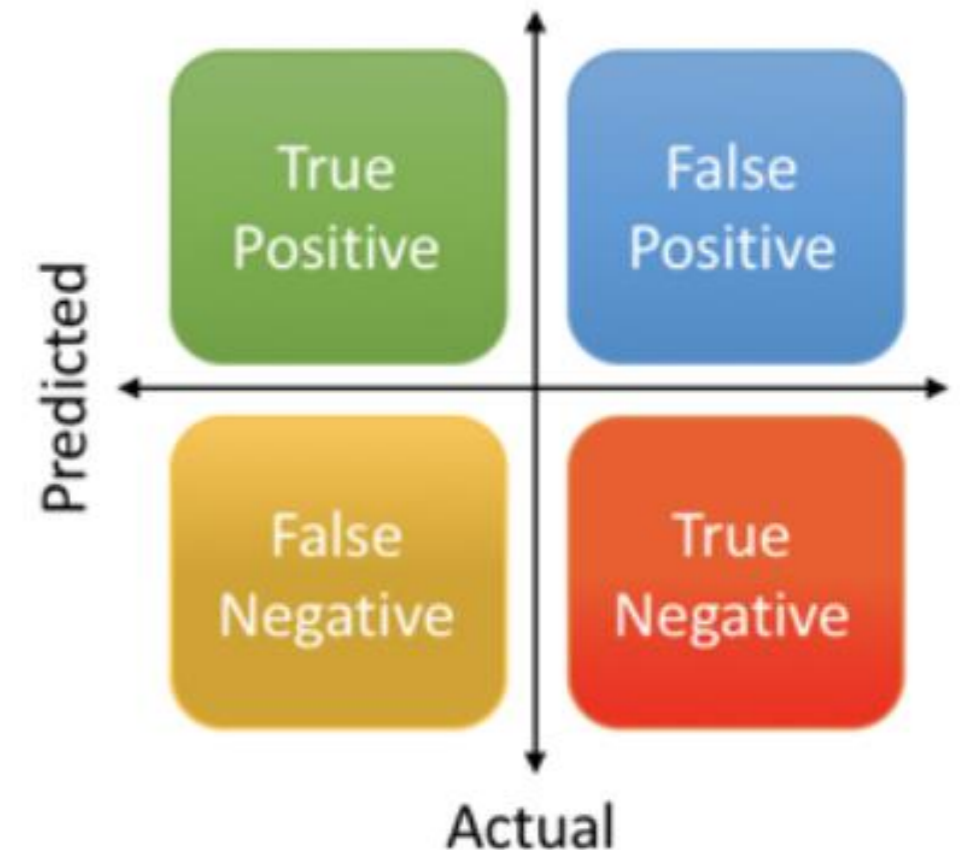 True
Positive
False
Positive
Predicted
False
Negative
True
Negative
Actual